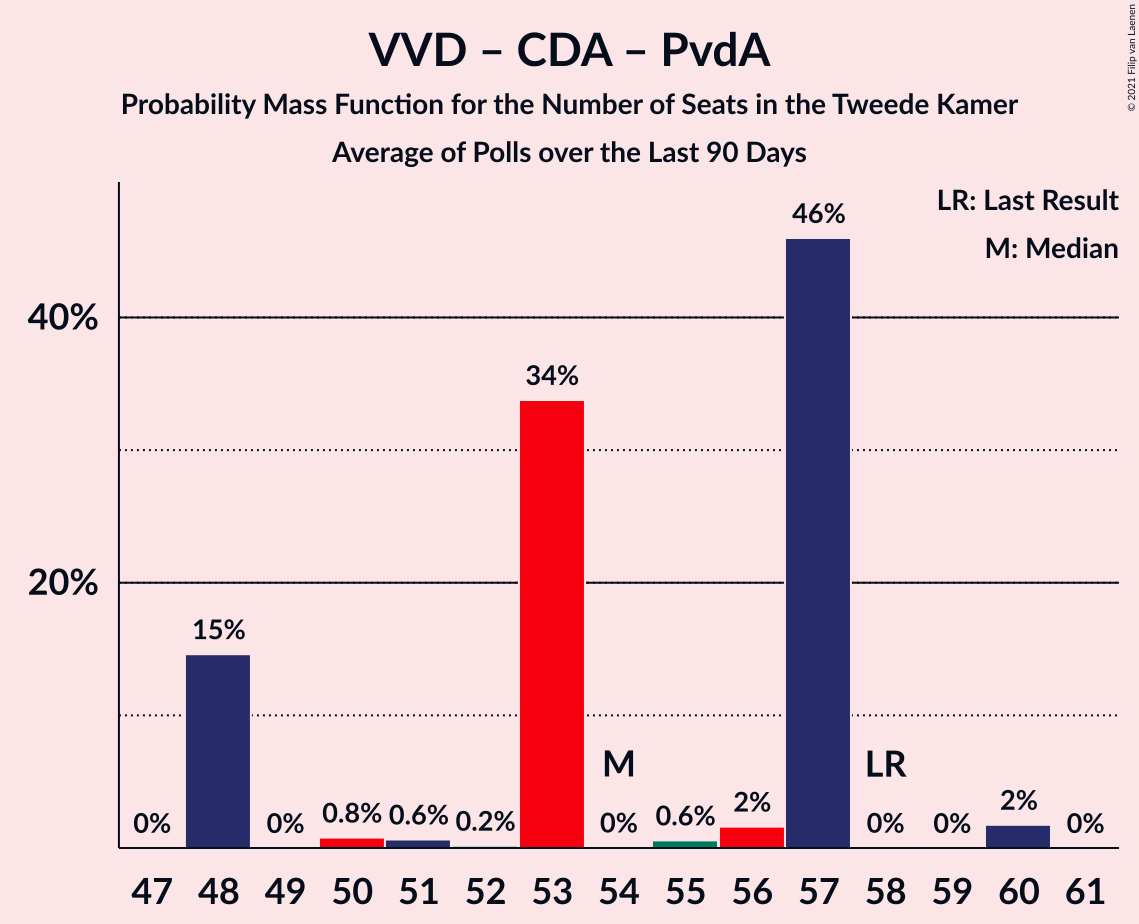 VVD – CDA – PvdA
Probability Mass Function for the Number of Seats in the Tweede Kamer
Average of Polls over the Last 90 Days
© 2021 Filip van Laenen
LR: Last Result
M: Median
40%
20%
0%
15%
0%
0.8%
0.6%
0.2%
34%
0%
0.6%
2%
46%
0%
0%
2%
0%
M
LR
47 48 49 50 51 52 53 54 55 56 57 58 59 60 61